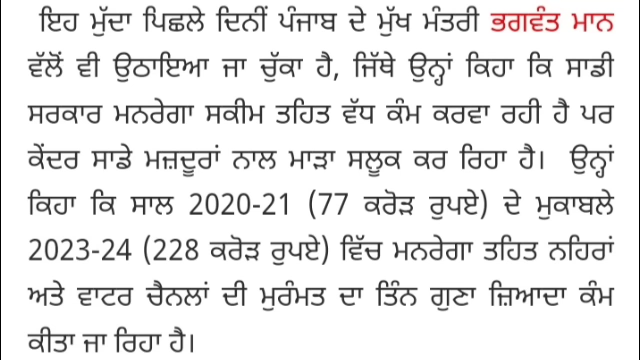 ਇਹ ਮੁੱਦਾ ਪਿਛਲੇ ਦਿਨੀਂ ਪੰਜਾਬ ਦੇ ਮੁੱਖ ਮੰਤਰੀ ਭਗਵੰਤ ਮਾਨ
ਵੱਲੋਂ ਵੀ ਉਠਾਇਆ ਜਾ ਚੁੱਕਾ ਹੈ, ਜਿੱਥੇ ਉਨ੍ਹਾਂ ਕਿਹਾ ਕਿ ਸਾਡੀ
ਸਰਕਾਰ ਮਨਰੇਗਾ ਸਕੀਮ ਤਹਿਤ ਵੱਧ ਕੰਮ ਕਰਵਾ ਰਹੀ ਹੈ ਪਰ
ਕੇਂਦਰ ਸਾਡੇ ਮਜ਼ਦੂਰਾਂ ਨਾਲ ਮਾੜਾ ਸਲੂਕ ਕਰ ਰਿਹਾ ਹੈ। ਉਨ੍ਹਾਂ
ਕਿਹਾ ਕਿ ਸਾਲ 2020-21 (77 ਕਰੋੜ ਰੁਪਏ) ਦੇ ਮੁਕਾਬਲੇ
2023-24 (228 ਕਰੋੜ ਰੁਪਏ) ਵਿੱਚ ਮਨਰੇਗਾ ਤਹਿਤ ਨਹਿਰਾਂ
ਅਤੇ ਵਾਟਰ ਚੈਨਲਾਂ ਦੀ ਮੁਰੰਮਤ ਦਾ ਤਿੰਨ ਗੁਣਾ ਜ਼ਿਆਦਾ ਕੰਮ
ਕੀਤਾ ਜਾ ਰਿਹਾ ਹੈ।